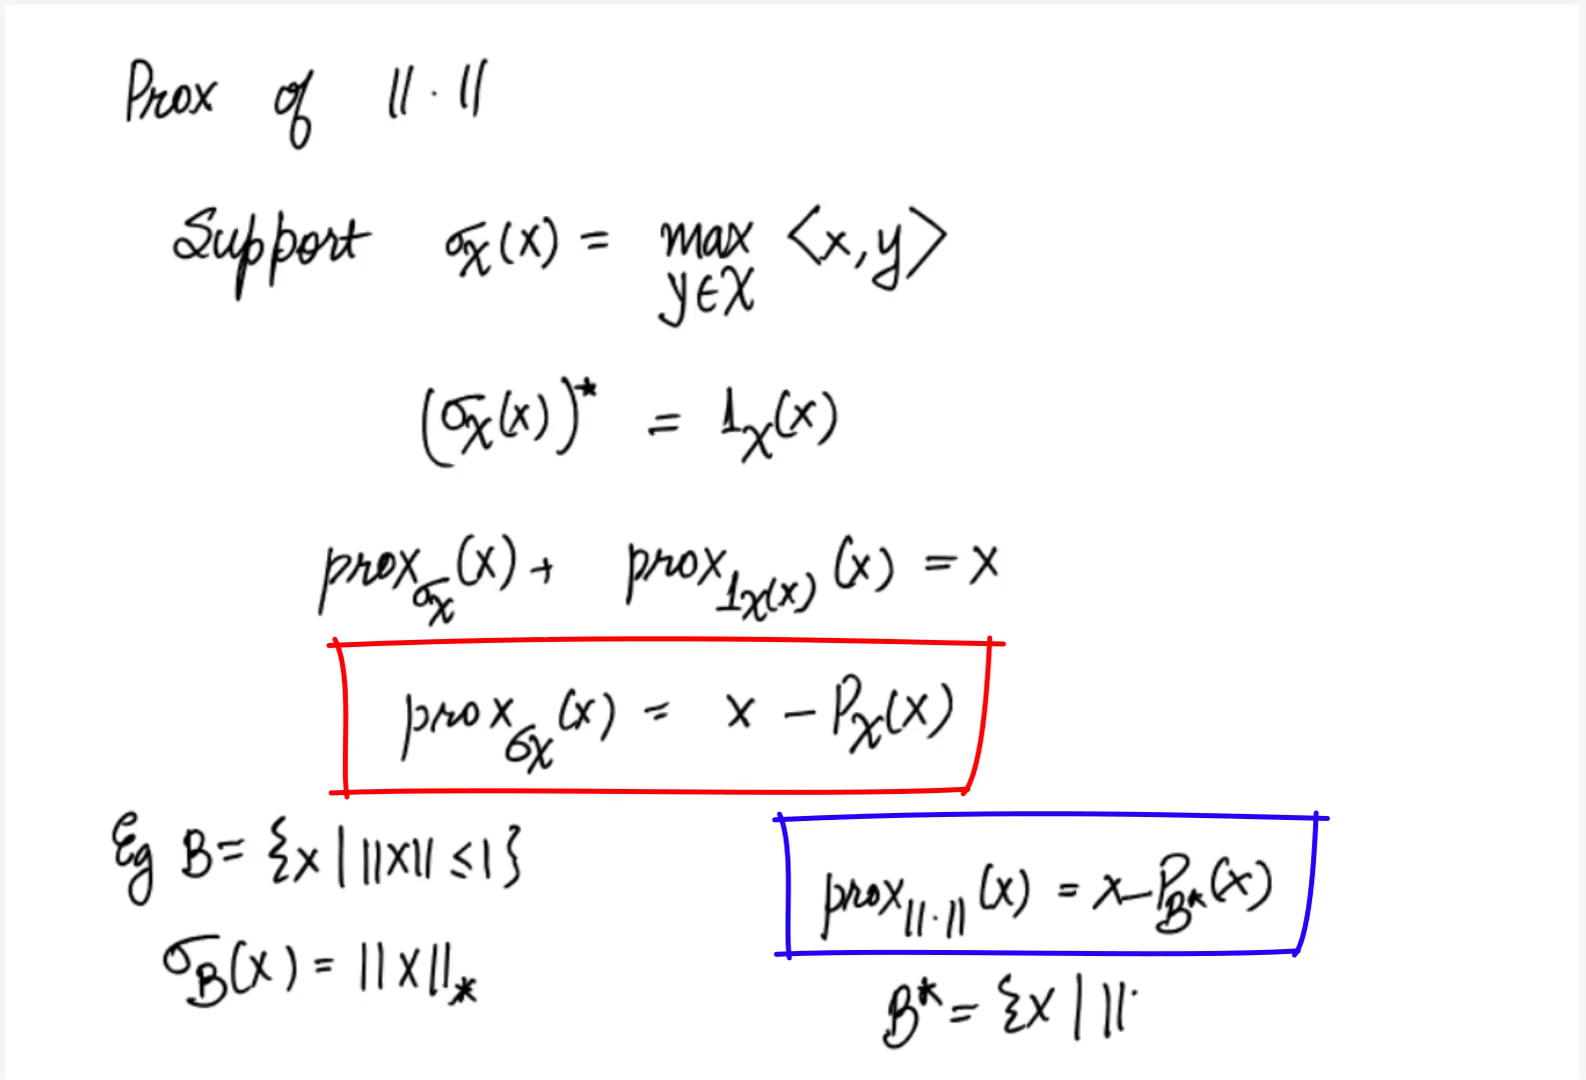 Prox of ||·||
Support σ_X(x) = max_{y∈X} <x,y>
(σ_X(x))* = 1_X(x)
prox_{σ_X}(x) + prox_{1_X(x)}(x) = x
prox_{σ_X}(x) = x - P_X(x)
Eg B = {x | ||x|| ≤ 1}
σ_B(x) = ||x||_*
prox_{||·||}(x) = x - P_{B*}(x)
B* = {x | ||·